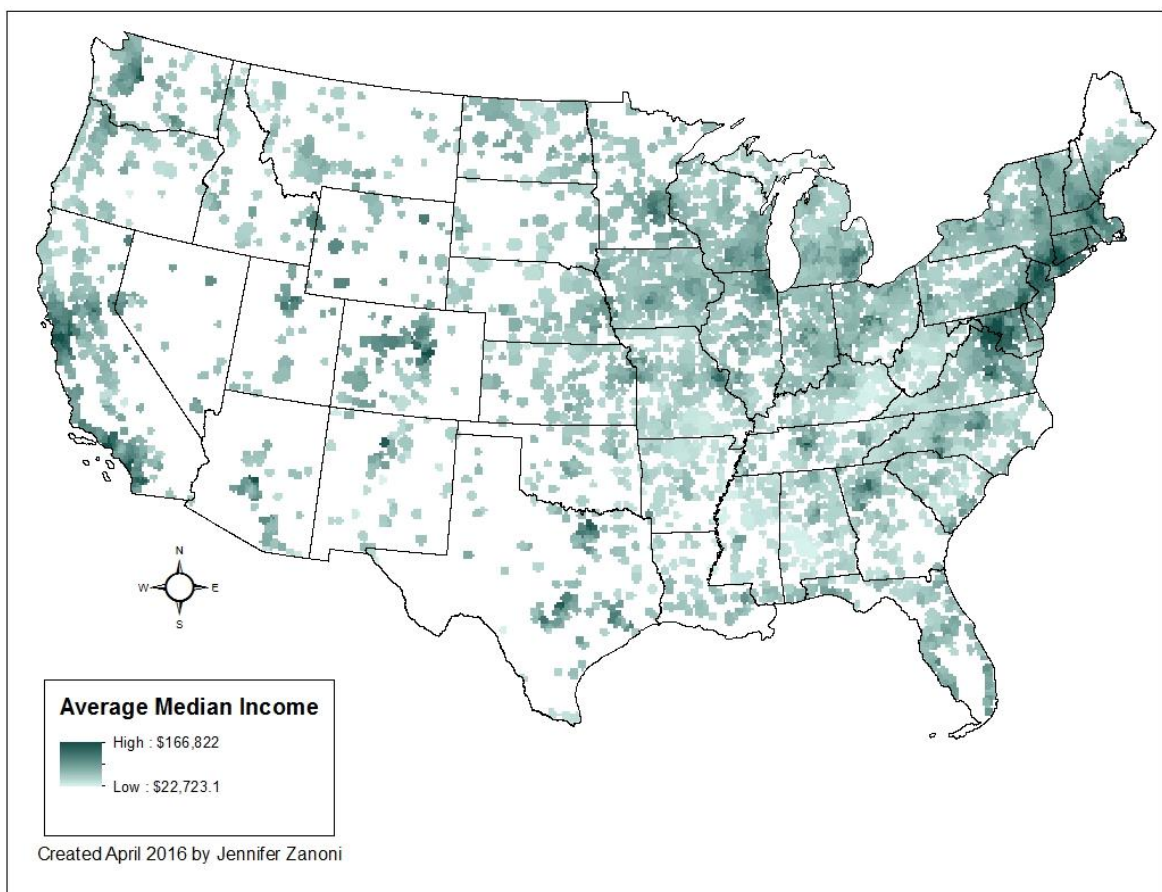 N
W E
S
Average Median Income
High : $166,822
Low : $22,723.1
Created April 2016 by Jennifer Zanoni